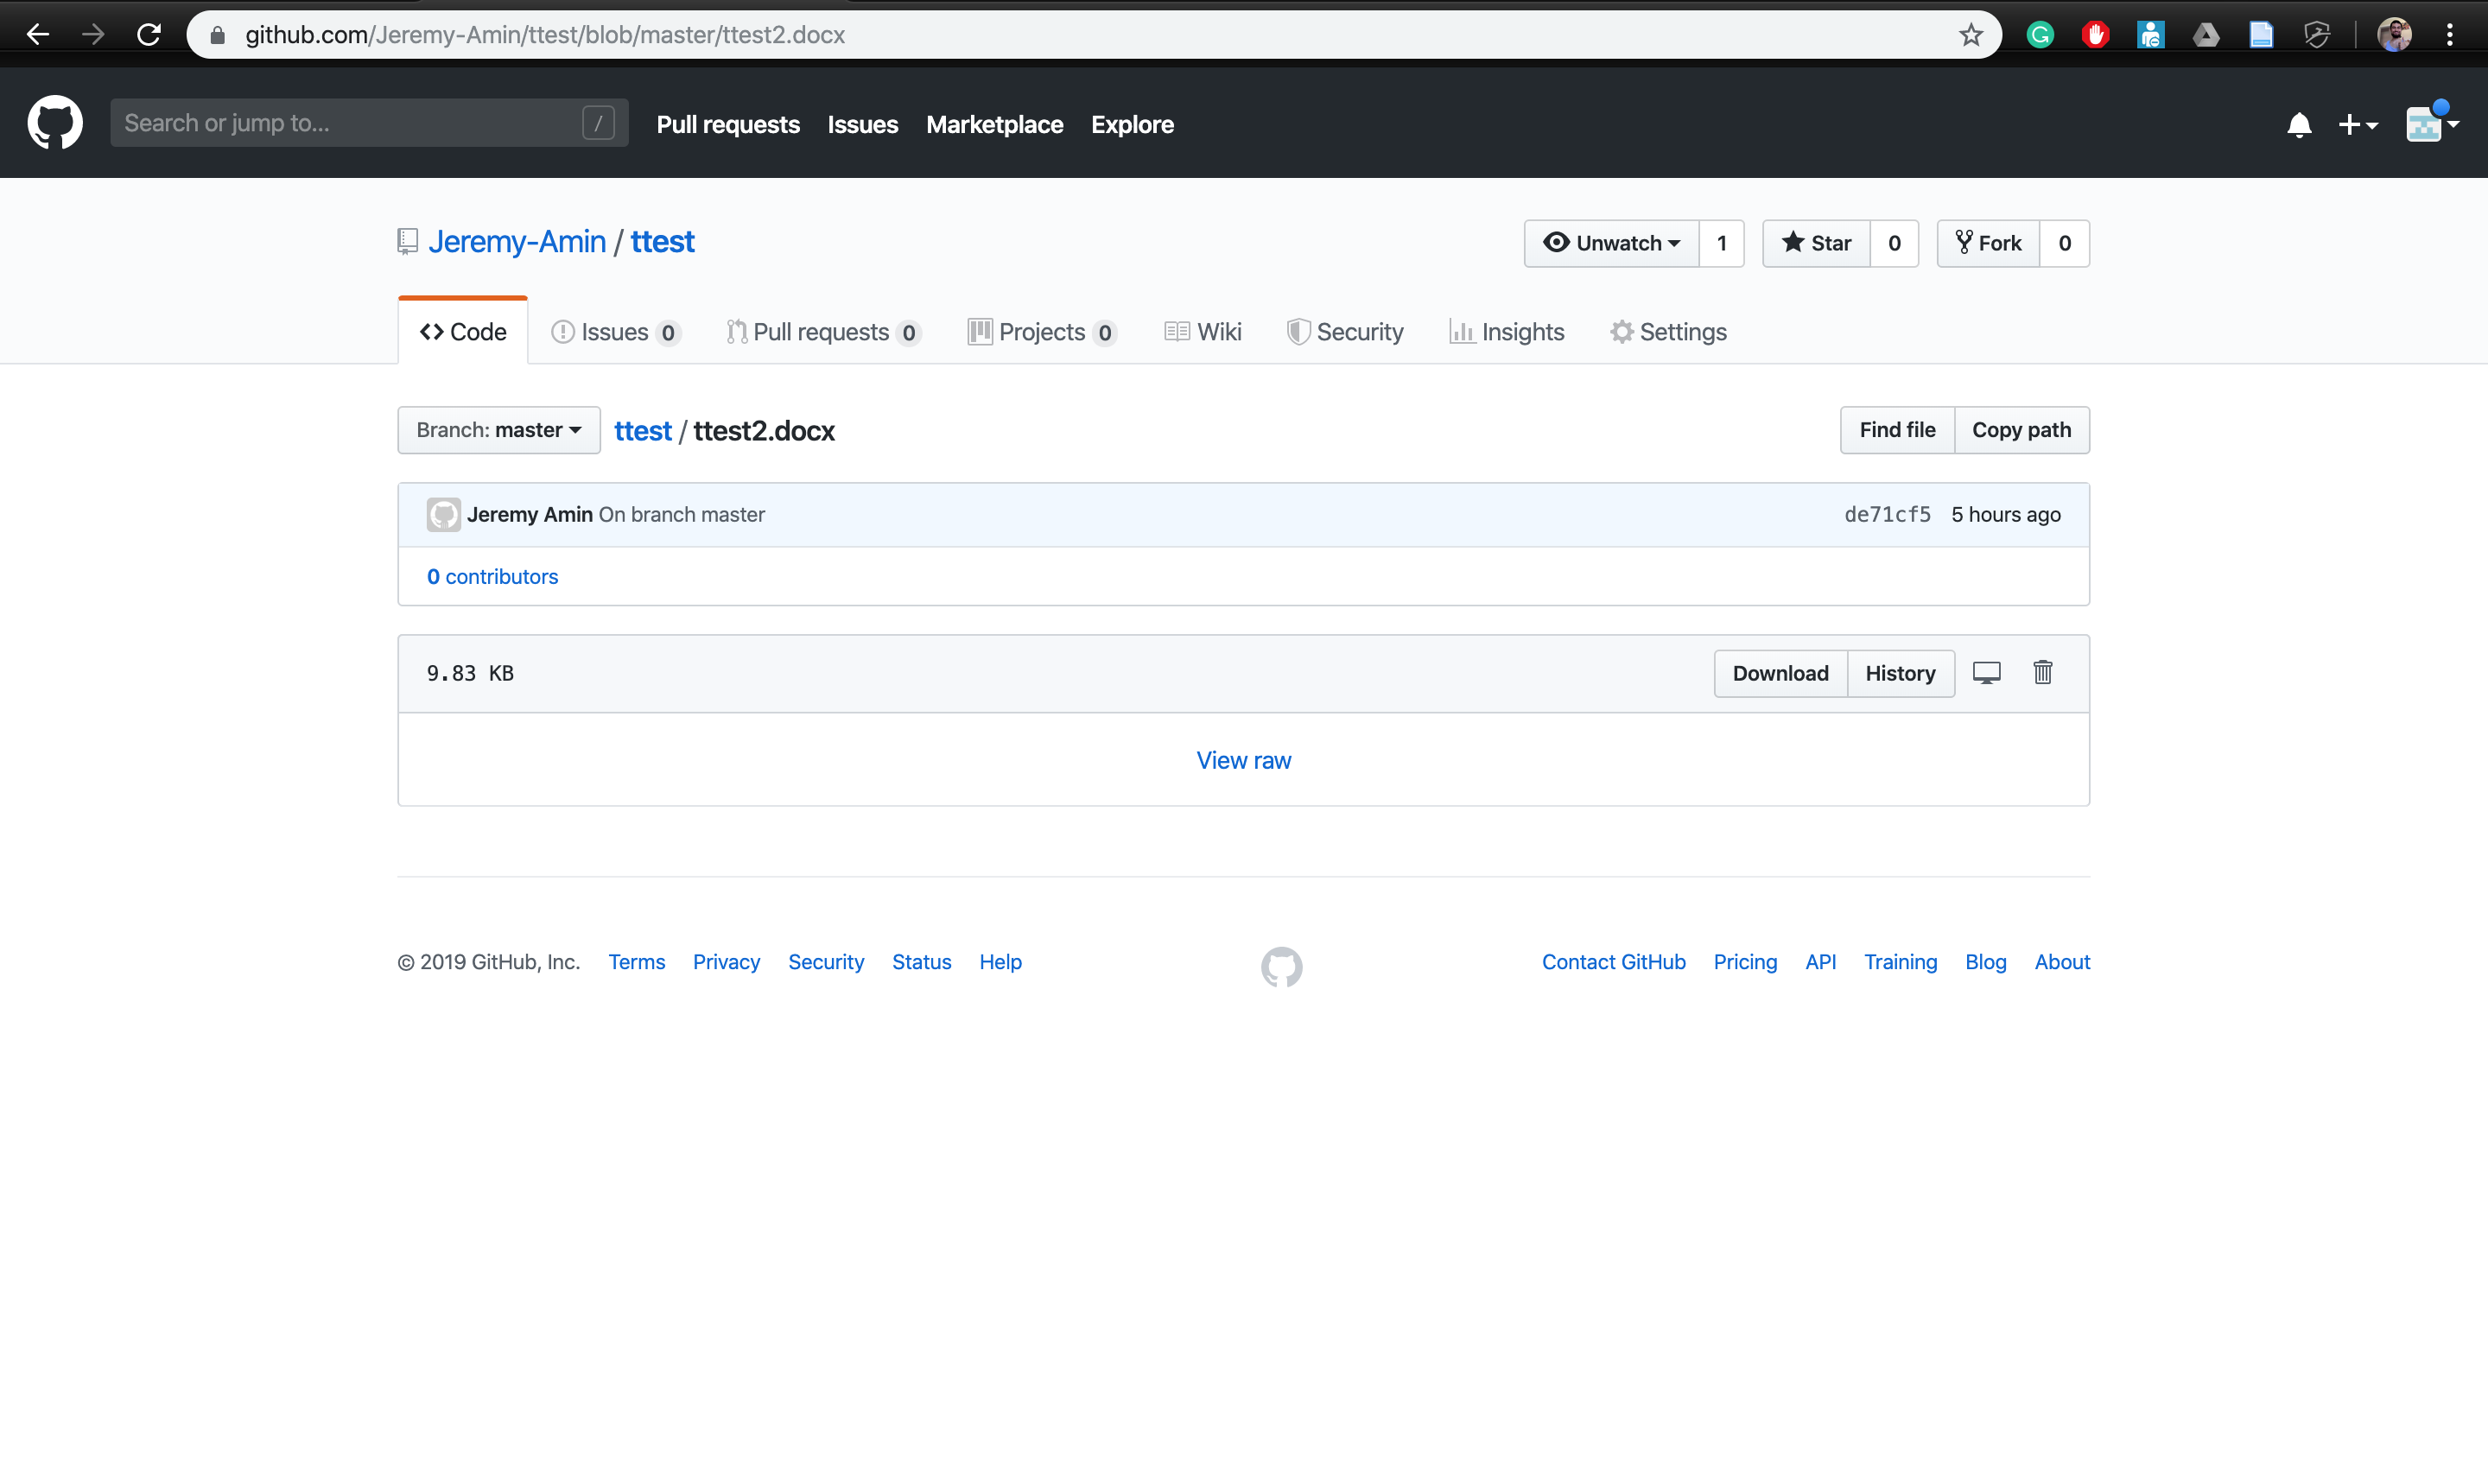 github.com/Jeremy-Amin/ttest/blob/master/ttest2.docx
Search or jump to... / Pull requests Issues Marketplace Explore
Jeremy-Amin / ttest Unwatch 1 Star 0 Fork 0
Code Issues 0 Pull requests 0 Projects 0 Wiki Security Insights Settings
Branch: master ttest / ttest2.docx Find file Copy path
Jeremy Amin On branch master de71cf5 5 hours ago
0 contributors
9.83 KB Download History
View raw
© 2019 GitHub, Inc. Terms Privacy Security Status Help Contact GitHub Pricing API Training Blog About